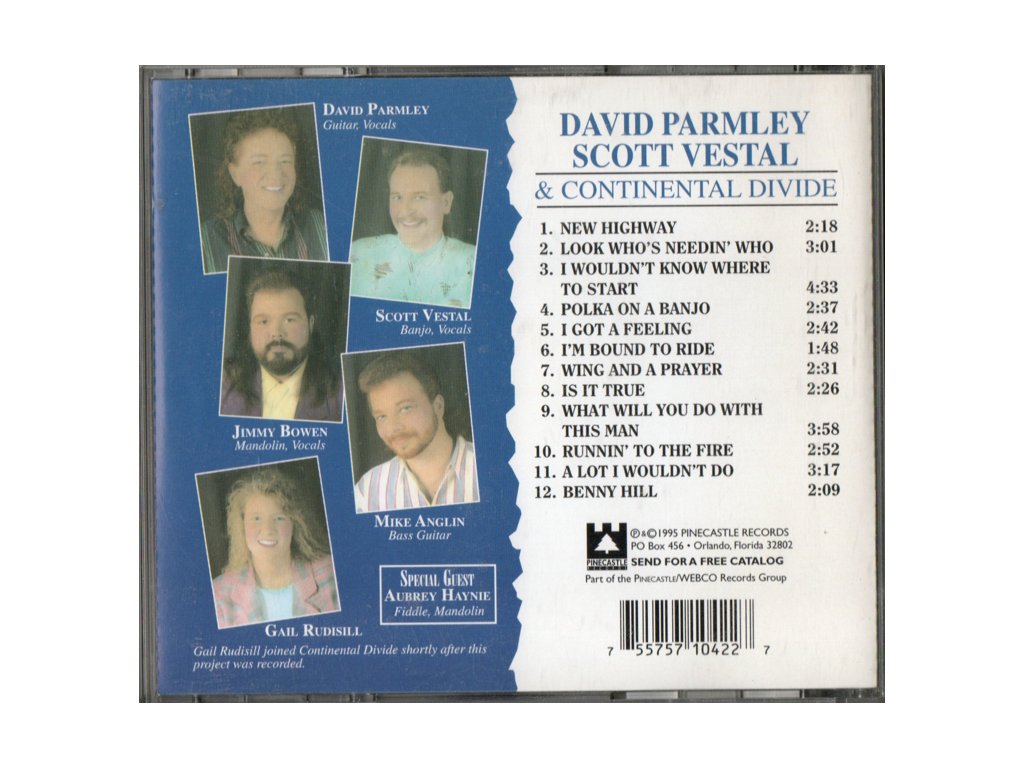 DAVID PARMLEY
Guitar, Vocals
SCOTT VESTAL
Banjo, Vocals
JIMMY BOWEN
Mandolin, Vocals
MIKE ANGLIN
Bass Guitar
GAIL RUDISILL
SPECIAL GUEST
AUBREY HAYNIE
Fiddle, Mandolin
Gail Rudisill joined Continental Divide shortly after this
project was recorded.
DAVID PARMLEY
SCOTT VESTAL
& CONTINENTAL DIVIDE
1. NEW HIGHWAY 2:18
2. LOOK WHO'S NEEDIN' WHO 3:01
3. I WOULDN'T KNOW WHERE
TO START 4:33
4. POLKA ON A BANJO 2:37
5. I GOT A FEELING 2:42
6. I'M BOUND TO RIDE 1:48
7. WING AND A PRAYER 2:31
8. IS IT TRUE 2:26
9. WHAT WILL YOU DO WITH
THIS MAN 3:58
10. RUNNIN' TO THE FIRE 2:52
11. A LOT I WOULDN'T DO 3:17
12. BENNY HILL 2:09
PINECASTLE
RECORDS
℗&©1995 PINECASTLE RECORDS
PO Box 456 • Orlando, Florida 32802
SEND FOR A FREE CATALOG
Part of the PINECASTLE/WEBCO Records Group
7 55757 10422 7